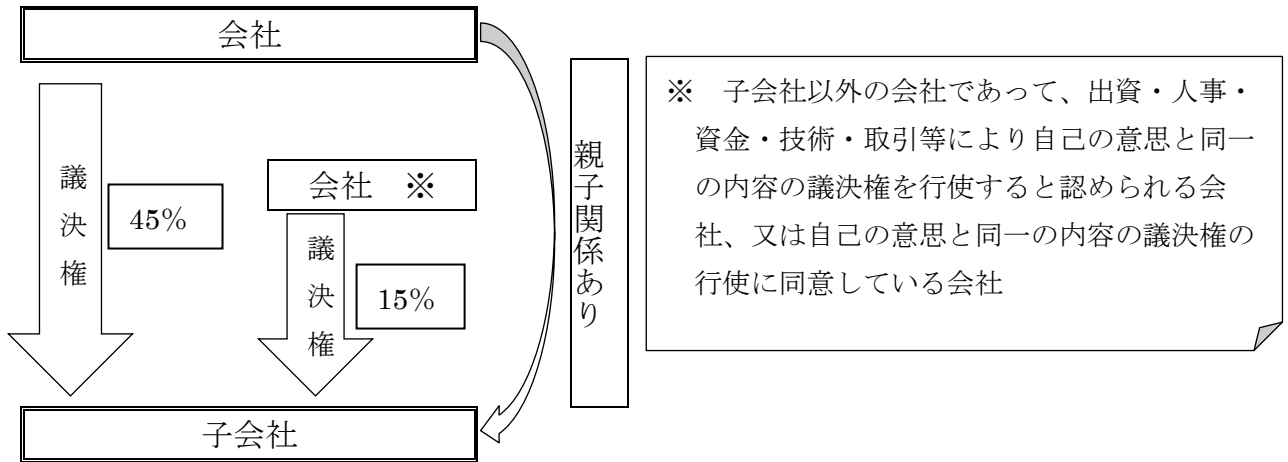 会社
議決権
45%
会社 ※
議決権
15%
親子関係あり
※ 子会社以外の会社であって、出資・人事・
資金・技術・取引等により自己の意思と同一
の内容の議決権を行使すると認められる会
社、又は自己の意思と同一の内容の議決権の
行使に同意している会社
子会社